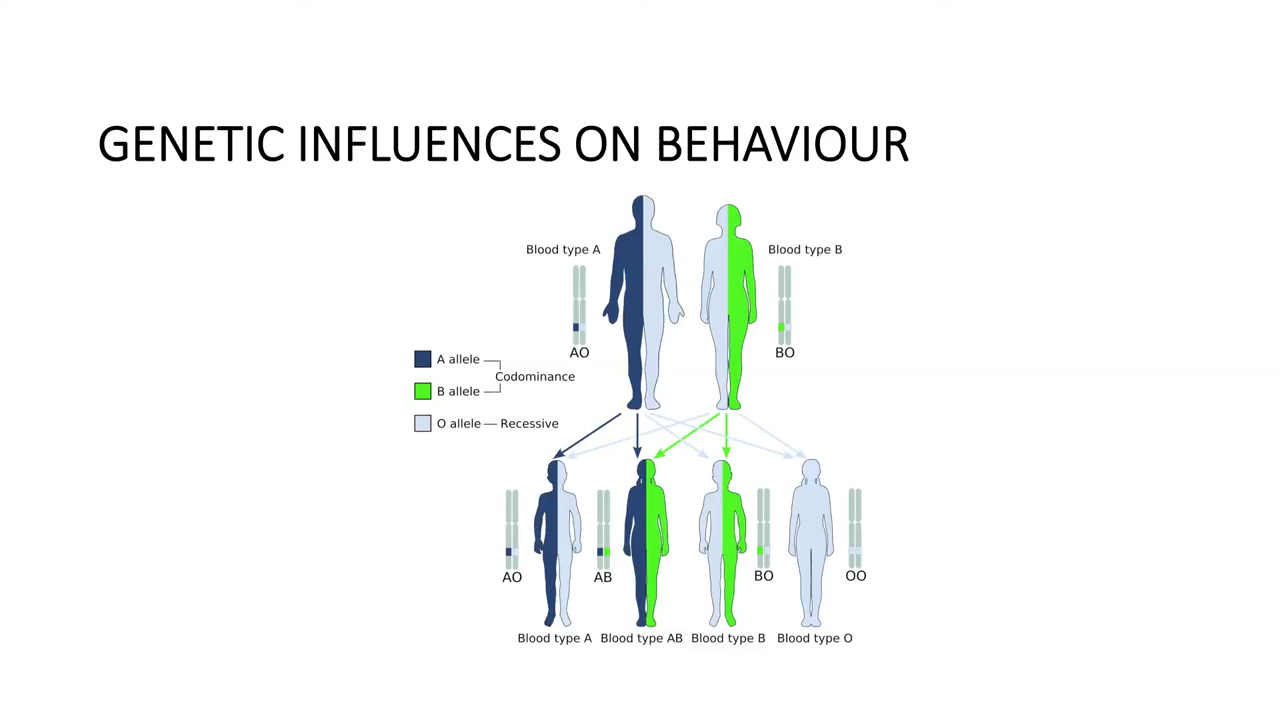 GENETIC INFLUENCES ON BEHAVIOUR
Blood type A
Blood type B
AO
BO
A allele
Codominance
B allele
O allele — Recessive
AO
AB
BO
OO
Blood type A
Blood type AB
Blood type B
Blood type O